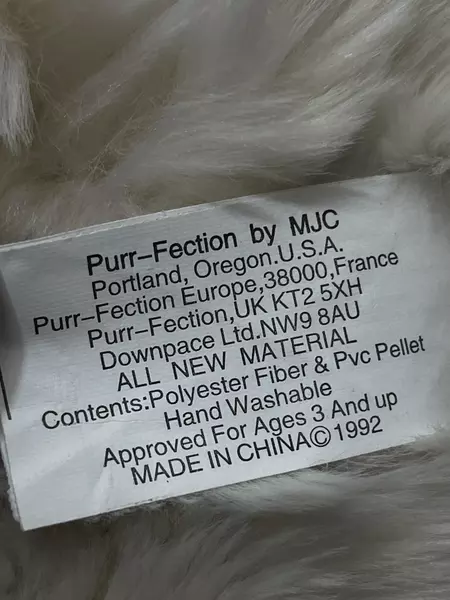 Purr-Fection by MJC
Portland, Oregon.U.S.A.
Purr-Fection Europe,38000,France
Purr-Fection,UK KT2 5XH
Downpace Ltd.NW9 8AU
ALL NEW MATERIAL
Contents:Polyester Fiber & Pvc Pellet
Hand Washable
Approved For Ages 3 And up
MADE IN CHINA©1992